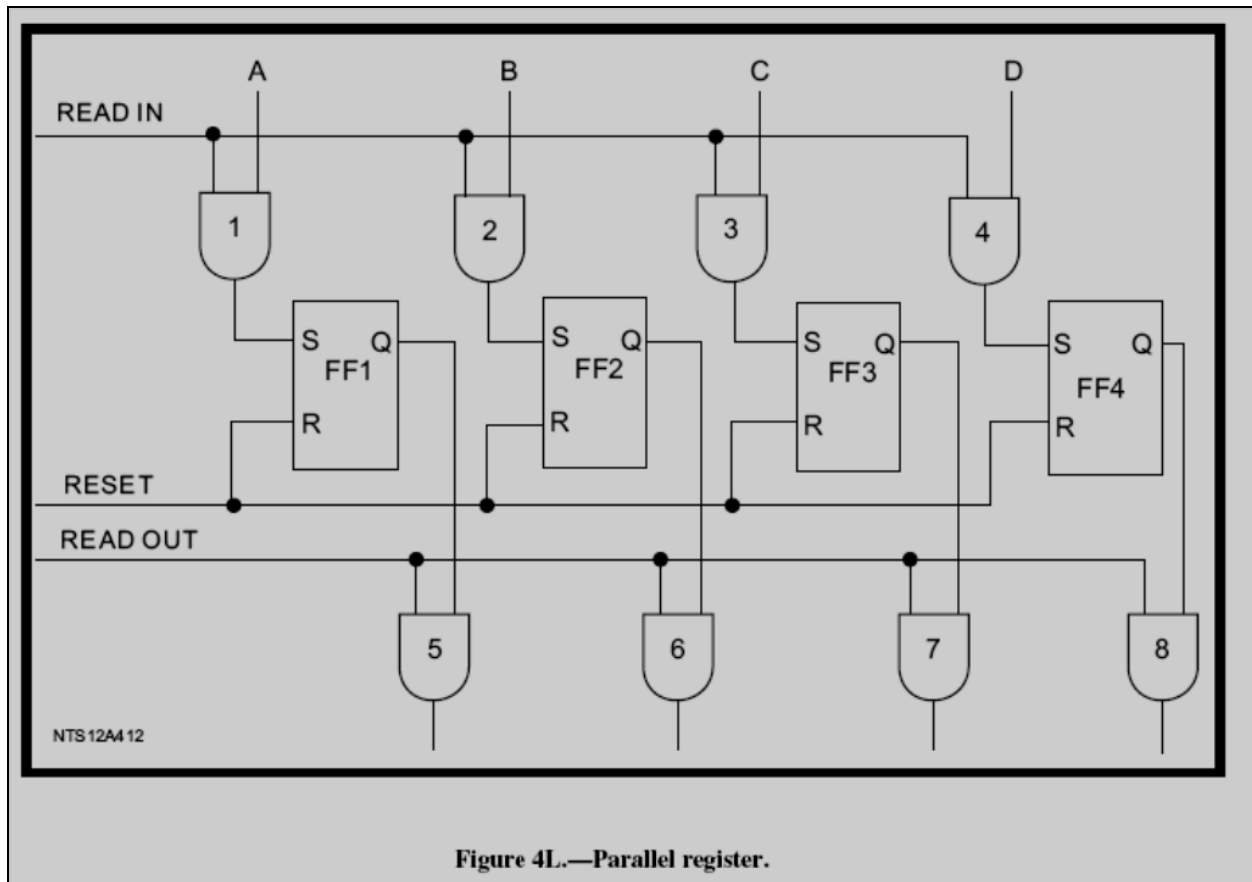 A B C D
READ IN
1 2 3 4
S Q S Q S Q S Q
FF1 FF2 FF3 FF4
R R R R
RESET
READ OUT
5 6 7 8
NTS12A412
Figure 4L.—Parallel register.